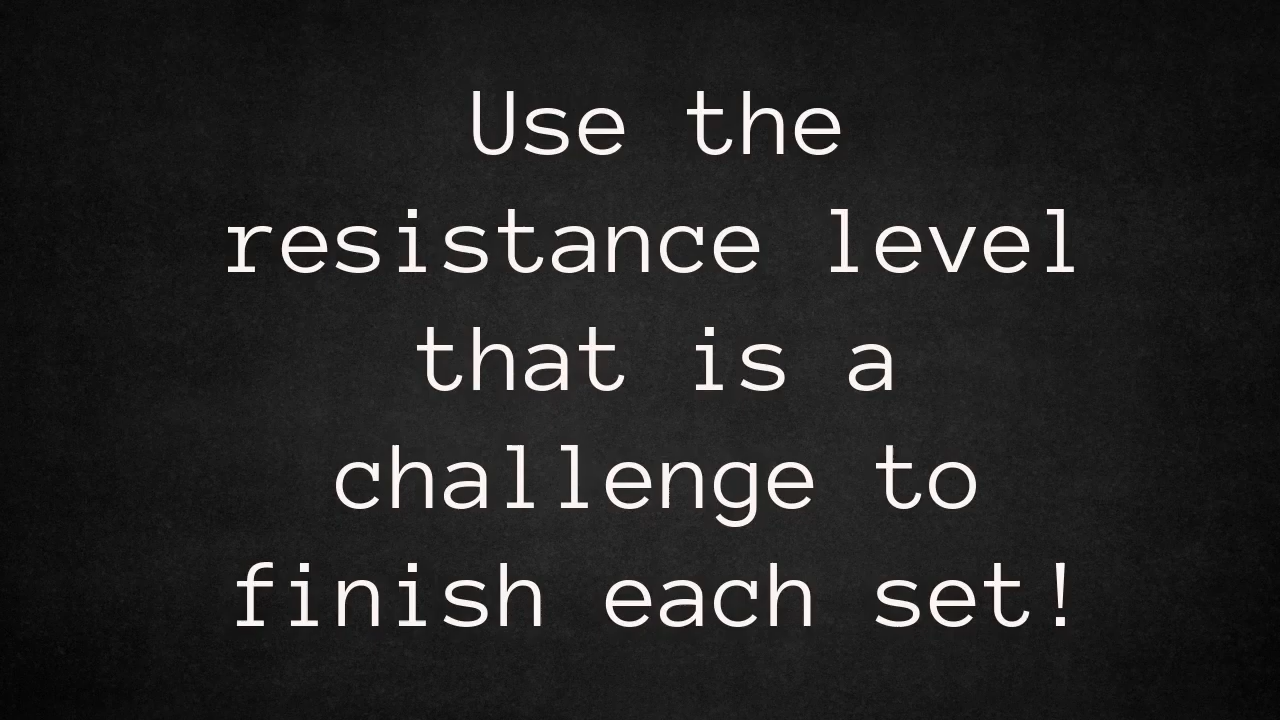 Use the
resistance level
that is a
challenge to
finish each set!